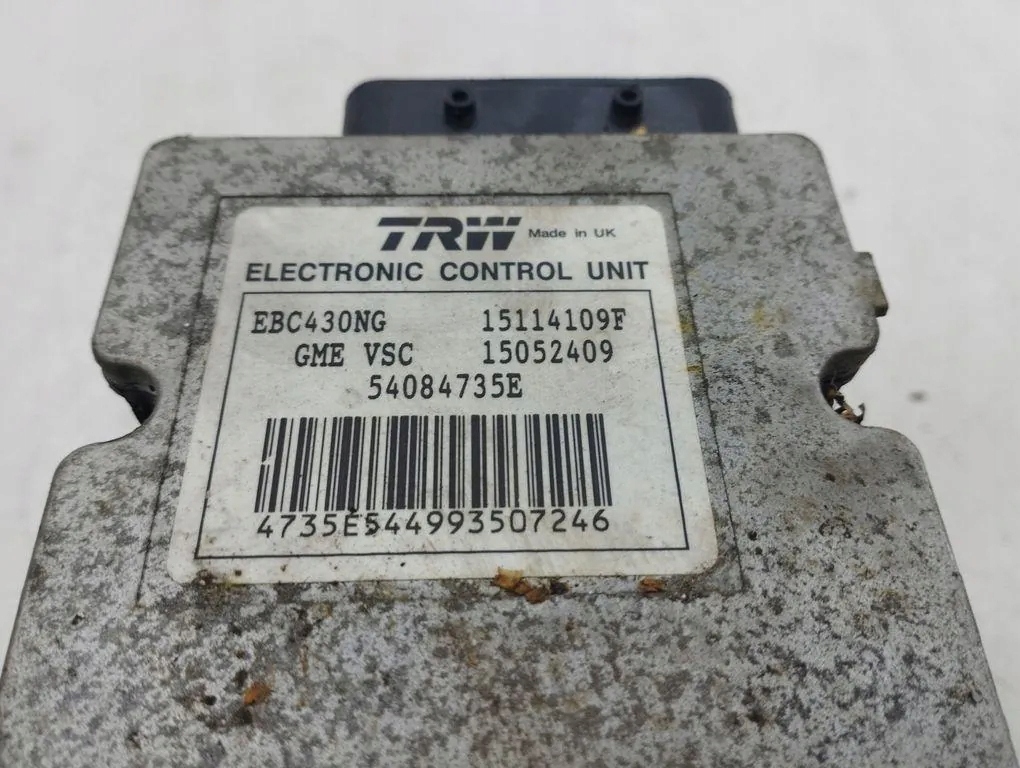 TRW Made in UK
ELECTRONIC CONTROL UNIT
EBC430NG 15114109F
GME VSC 15052409
54084735E
4735E544993507246